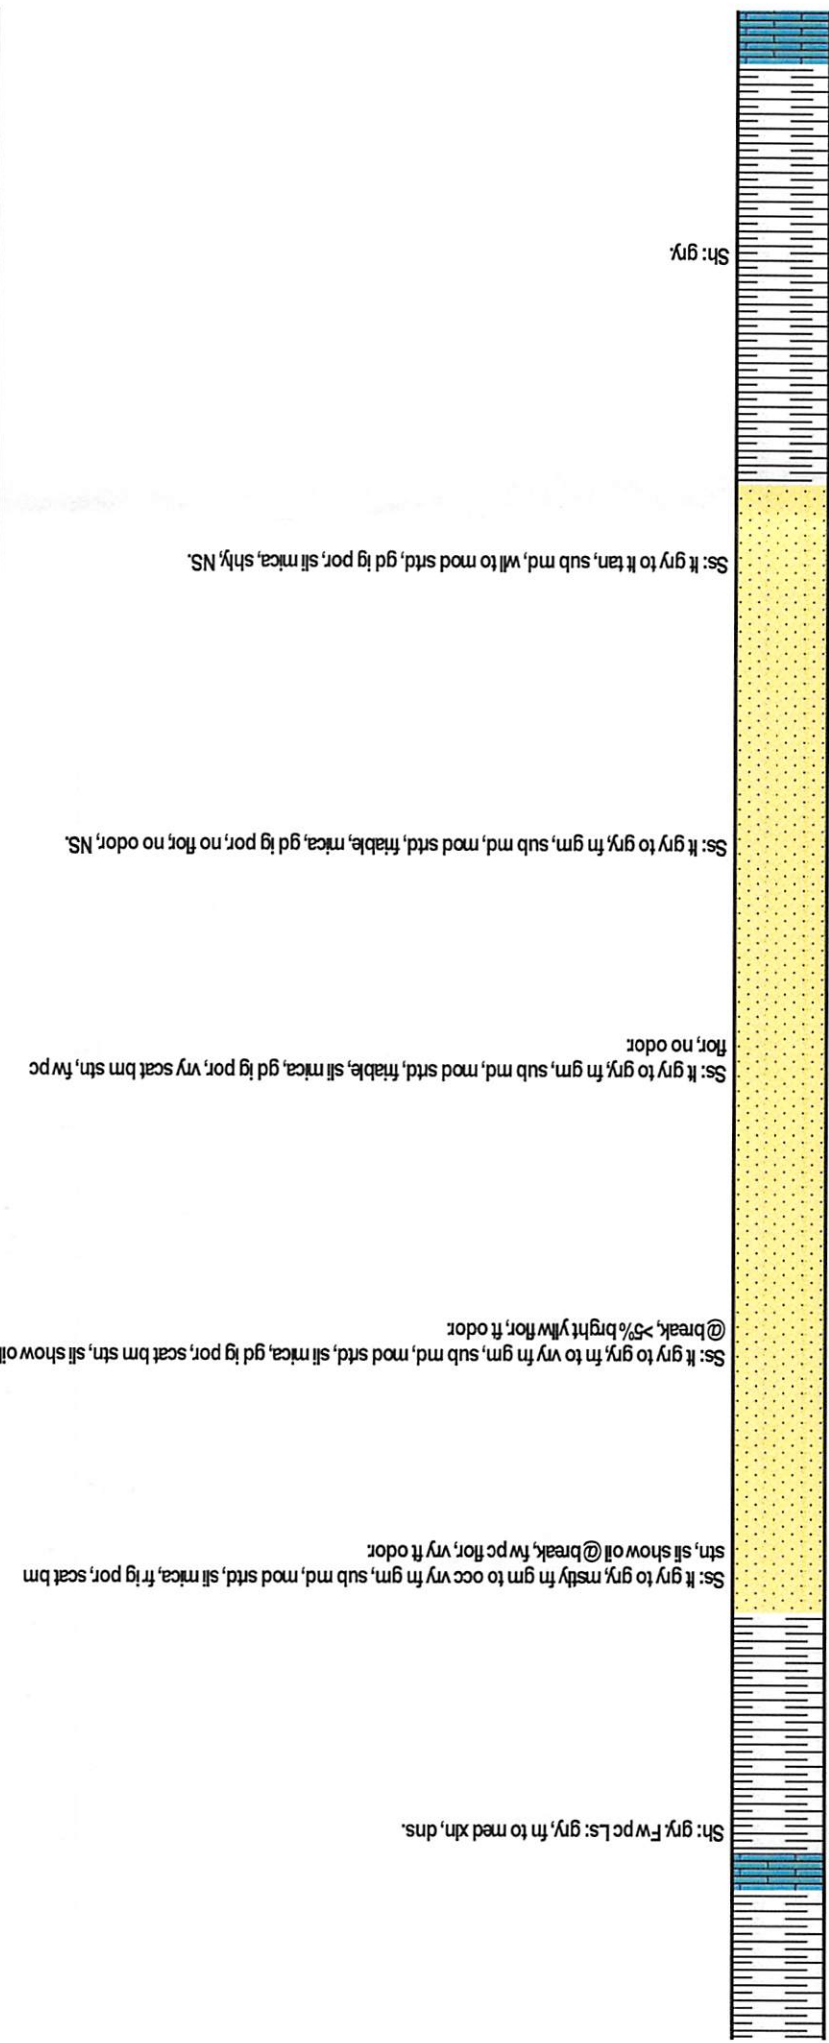 Sh: gry. Fw pc Ls: gry, fn to med xln, dns.
Ss: lt gry to gry, mstly fn grn to occ vry fn grn, sub rnd, mod srtd, sli mica, fr ig por, scat brn
stn, sli show oil @ break, fw pc flor, vry ft odor.
Ss: lt gry to gry, fn to vry fn grn, sub rnd, mod srtd, sli mica, gd ig por, scat brn stn, sli show oil
@ break, >5% brght yllw flor, ft odor.
Ss: lt gry to gry, fn grn, sub rnd, mod srtd, friable, sli mica, gd ig por, vry scat brn stn, fw pc
flor, no odor.
Ss: lt gry to gry, fn grn, sub rnd, mod srtd, friable, mica, gd ig por, no flor, no odor, NS.
Ss: lt gry to lt tan, sub rnd, wll to mod srtd, gd ig por, sli mica, shly, NS.
Sh: gry.